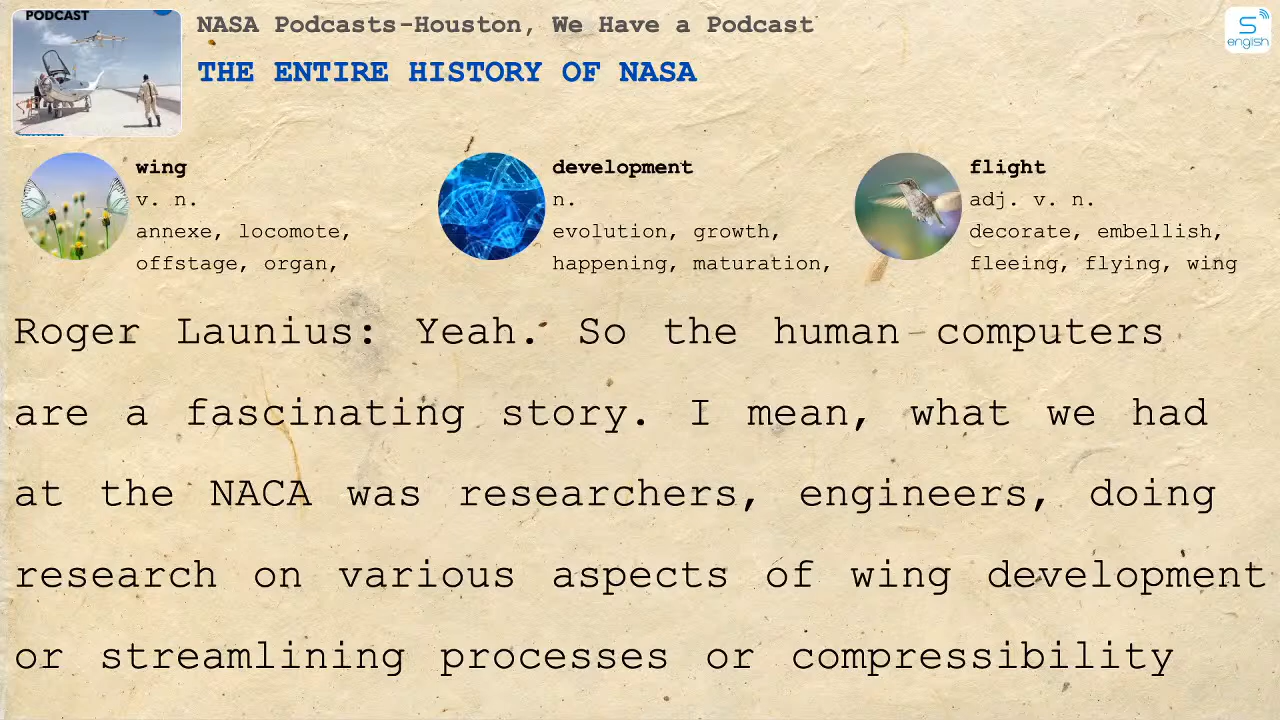 PODCAST
NASA Podcasts-Houston, We Have a Podcast
THE ENTIRE HISTORY OF NASA
S
english
wing
v. n.
annexe, locomote,
offstage, organ,
development
n.
evolution, growth,
happening, maturation,
flight
adj. v. n.
decorate, embellish,
fleeing, flying, wing
Roger Launius: Yeah. So the human computers
are a fascinating story. I mean, what we had
at the NACA was researchers, engineers, doing
research on various aspects of wing development
or streamlining processes or compressibility